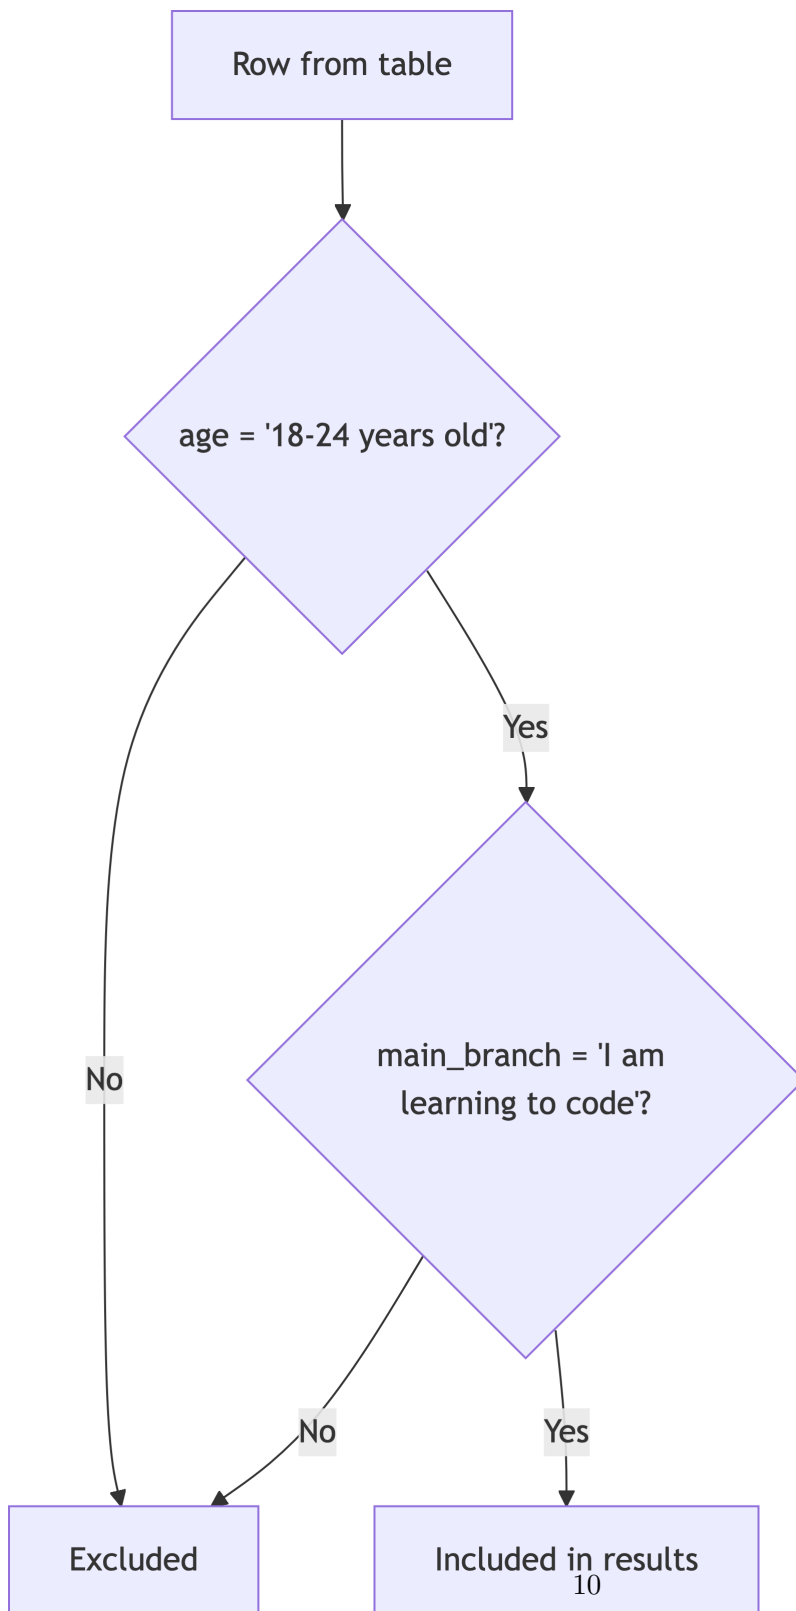 Row from table
age = '18-24 years old'?
Yes
main_branch = 'I am
learning to code'?
No
No
Yes
Excluded
Included in results
10